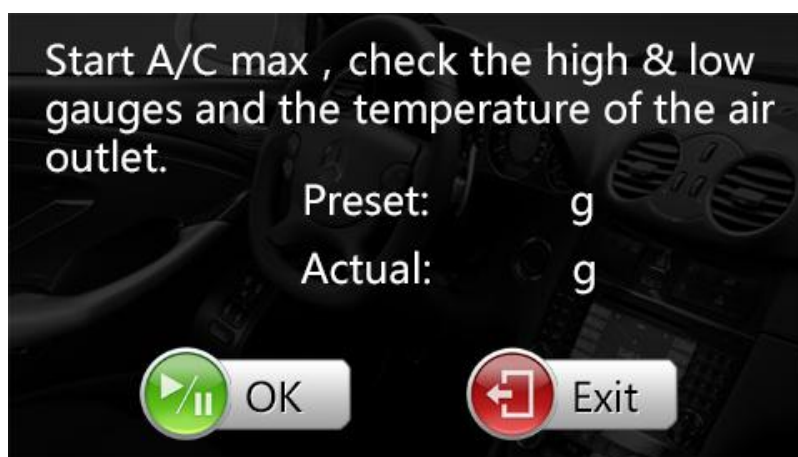 Start A/C max , check the high & low
gauges and the temperature of the air
outlet.
Preset: g
Actual: g
OK Exit